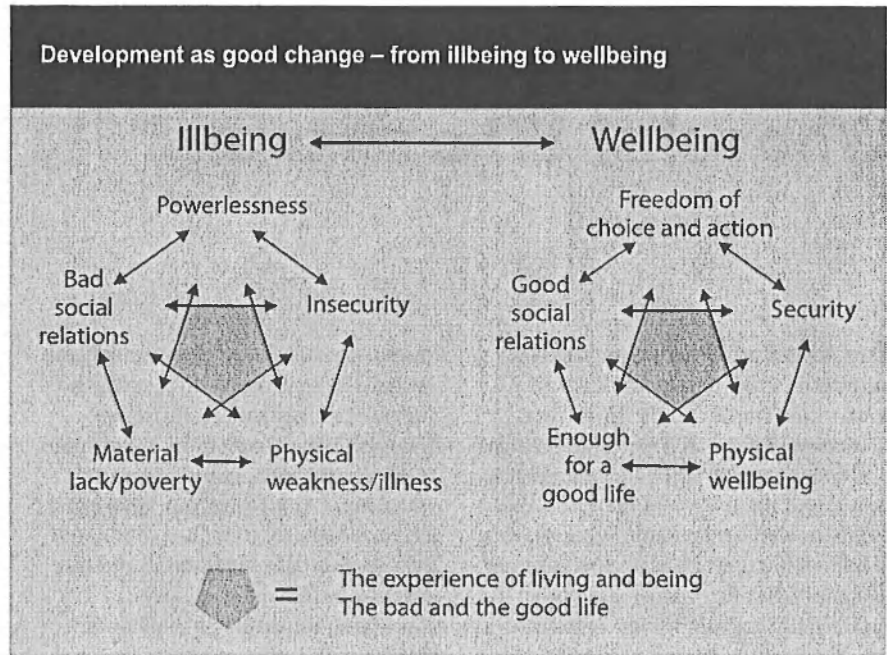 Development as good change – from illbeing to wellbeing
Illbeing
Wellbeing
Powerlessness
Bad
social
relations
Insecurity
Material
lack/poverty
Physical
weakness/illness
Freedom of
choice and action
Good
social
relations
Security
Enough
for a
good life
Physical
wellbeing
=
The experience of living and being
The bad and the good life